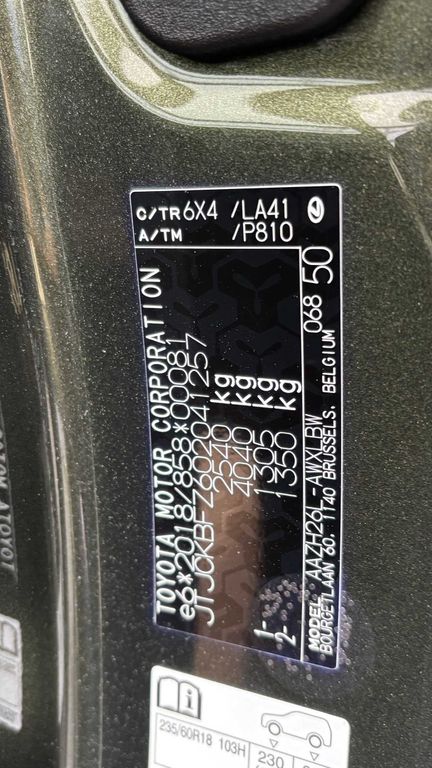 TOYOTA MOTOR CORPORATION
e6*2018/858*00081
JTJCKBFZ602041257
2540 kg
4040 kg
1- 1305 kg
2- 1350 kg
MODEL AAZH26L-AWXLBW
BOURGETLAAN 60, 1140 BRUSSELS, BELGIUM
068 50
C/TR 6X4 /LA41
A/TM /P810
235/60R18 103H
230